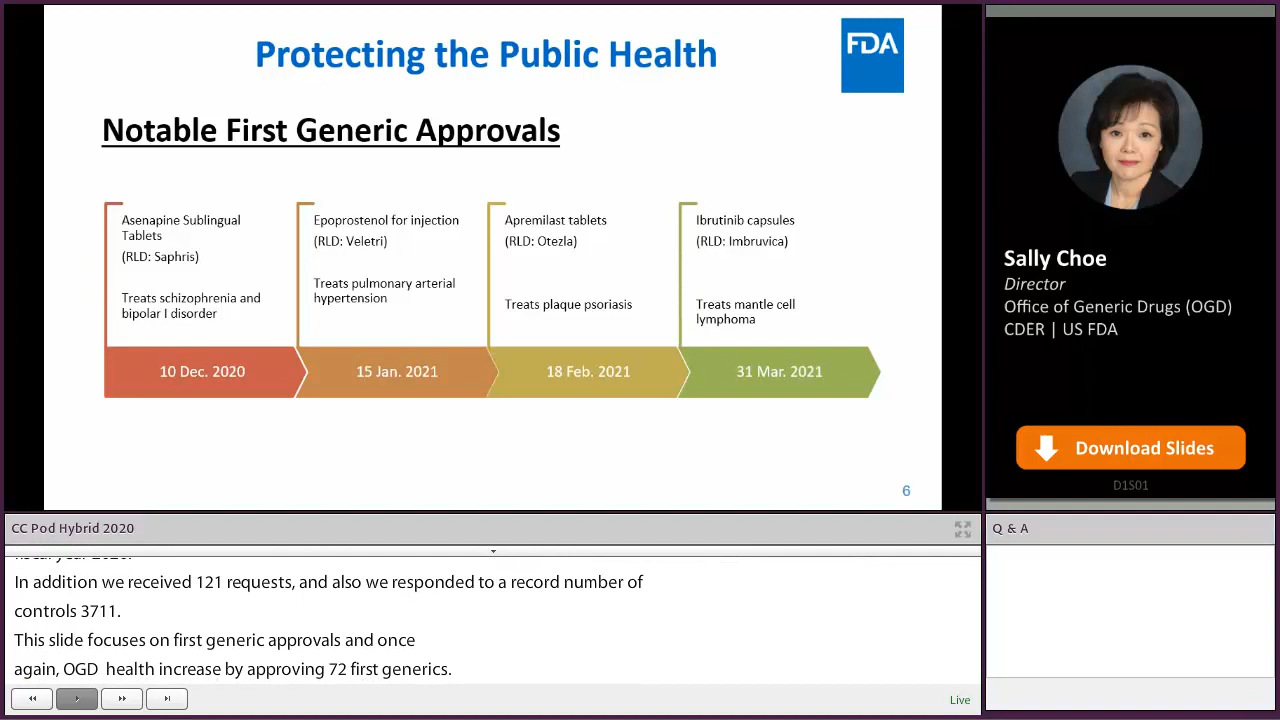 Protecting the Public Health
FDA
Notable First Generic Approvals
Asenapine Sublingual
Tablets
(RLD: Saphris)
Treats schizophrenia and
bipolar I disorder
10 Dec. 2020
Epoprostenol for injection
(RLD: Veletri)
Treats pulmonary arterial
hypertension
15 Jan. 2021
Apremilast tablets
(RLD: Otezla)
Treats plaque psoriasis
18 Feb. 2021
Ibrutinib capsules
(RLD: Imbruvica)
Treats mantle cell
lymphoma
31 Mar. 2021
6
Sally Choe
Director
Office of Generic Drugs (OGD)
CDER | US FDA
Download Slides
D1S01
CC Pod Hybrid 2020
In addition we received 121 requests, and also we responded to a record number of
controls 3711.
This slide focuses on first generic approvals and once
again, OGD  health increase by approving 72 first generics.
Live
Q & A